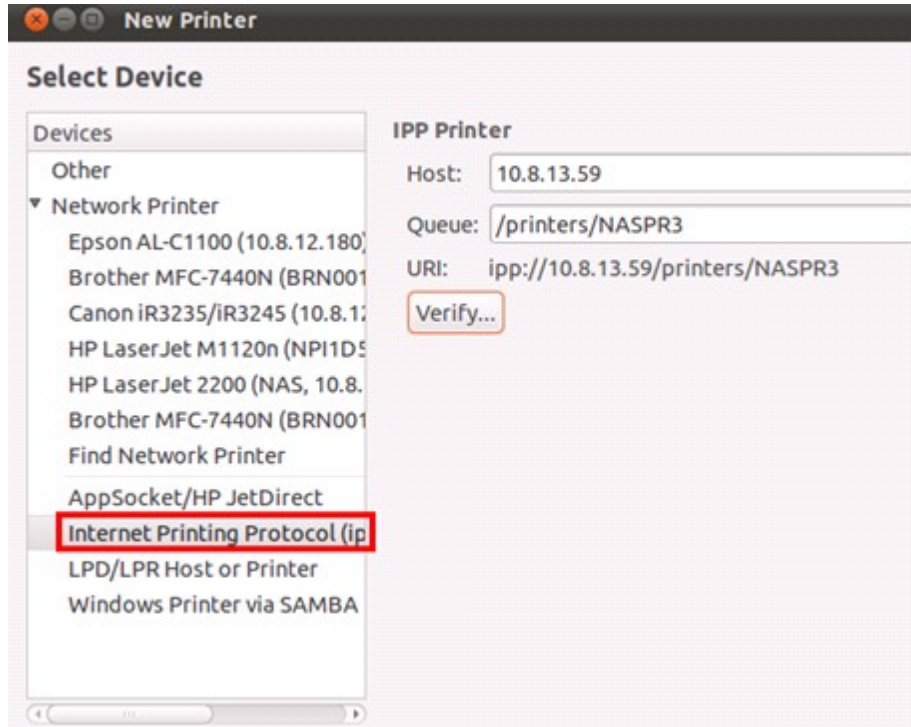 New Printer
Select Device
Devices
Other
Network Printer
Epson AL-C1100 (10.8.12.180)
Brother MFC-7440N (BRN001
Canon iR3235/iR3245 (10.8.12
HP LaserJet M1120n (NPI1D5
HP LaserJet 2200 (NAS, 10.8.
Brother MFC-7440N (BRN001
Find Network Printer
AppSocket/HP JetDirect
Internet Printing Protocol (ip
LPD/LPR Host or Printer
Windows Printer via SAMBA
IPP Printer
Host: 10.8.13.59
Queue: /printers/NASPR3
URI: ipp://10.8.13.59/printers/NASPR3
Verify...